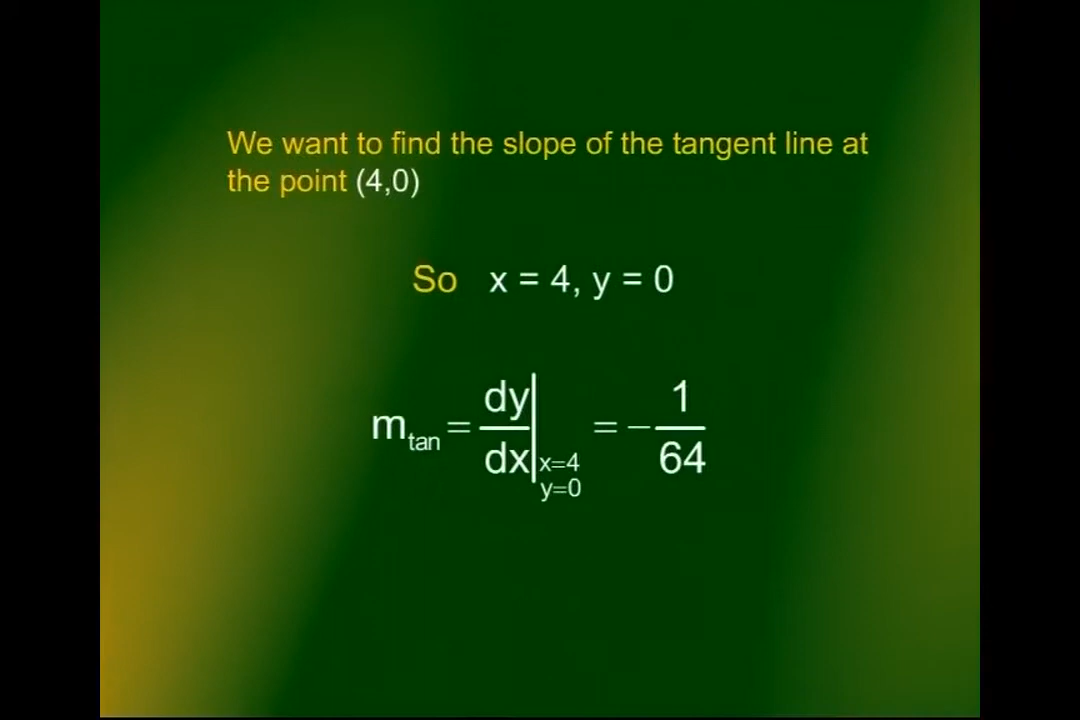 We want to find the slope of the tangent line at
the point (4,0)
So x = 4, y = 0
m_tan = dy/dx |_{x=4, y=0} = - 1/64